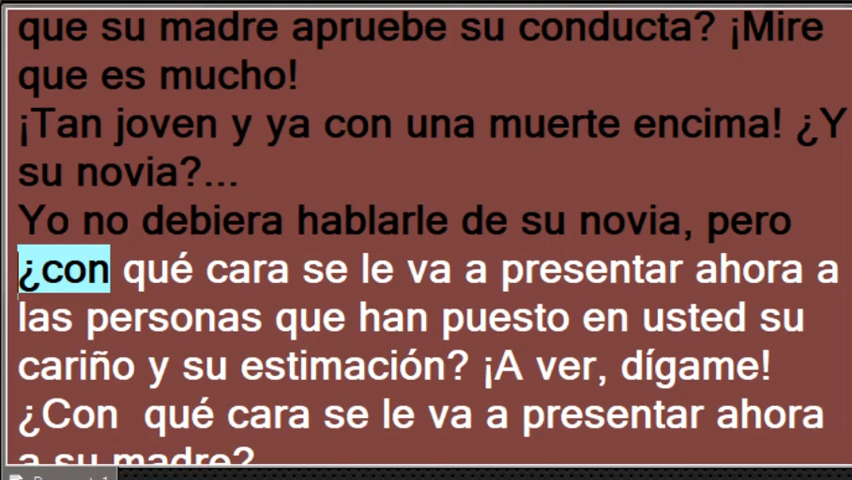 que su madre apruebe su conducta? ¡Mire
que es mucho!
¡Tan joven y ya con una muerte encima! ¿Y
su novia?...
Yo no debiera hablarle de su novia, pero
¿con qué cara se le va a presentar ahora a
las personas que han puesto en usted su
cariño y su estimación? ¡A ver, dígame!
¿Con  qué cara se le va a presentar ahora
a su madre?